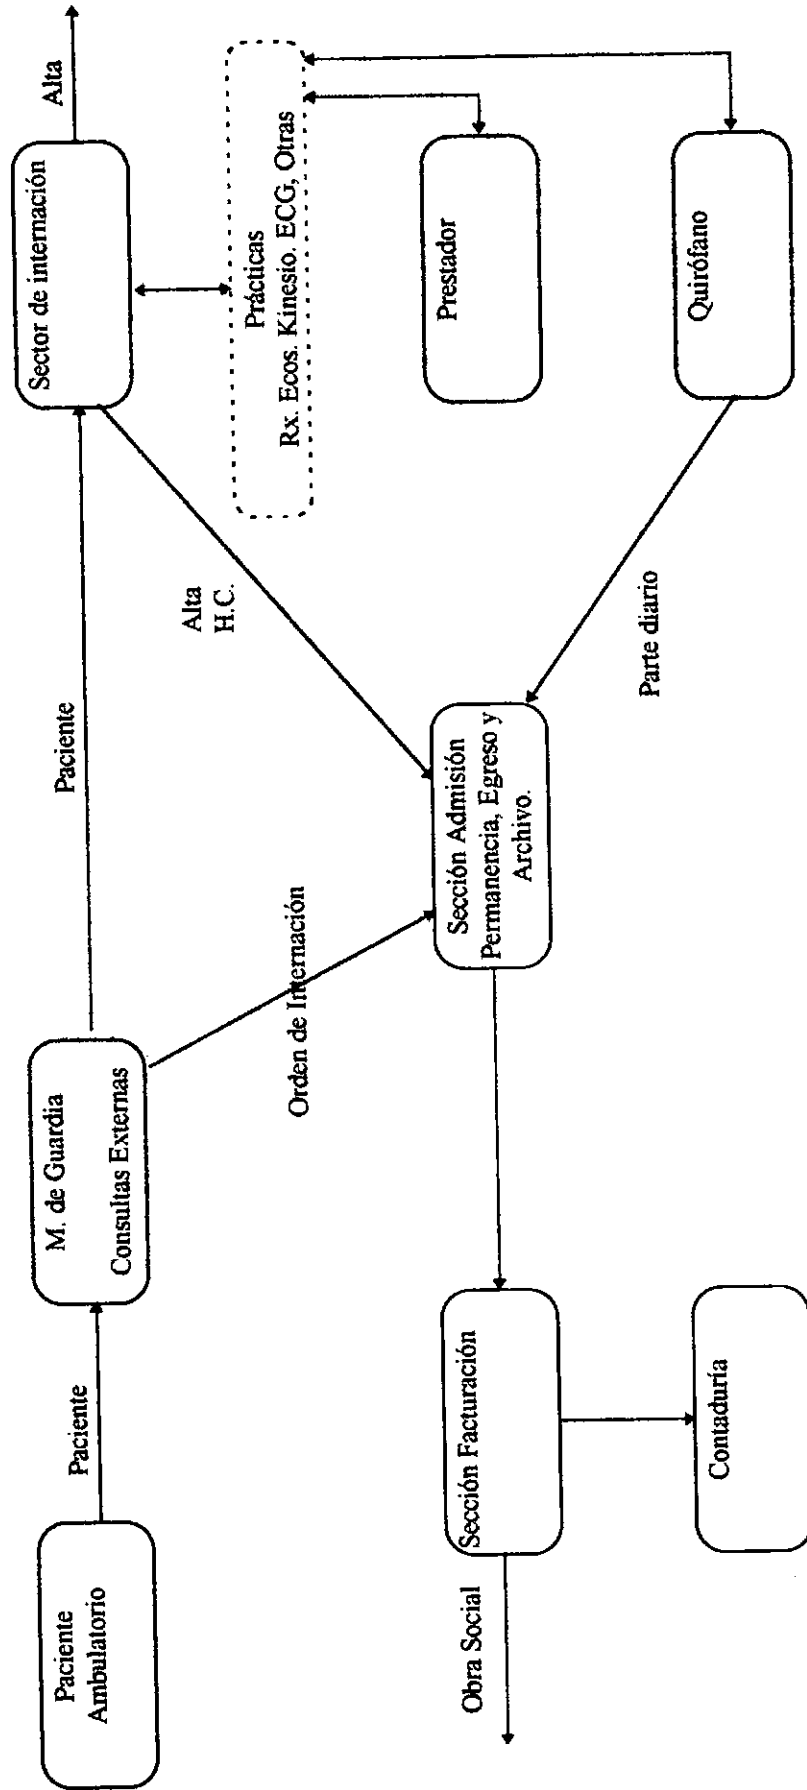 Paciente
Ambulatorio
Paciente
M. de Guardia
Consultas Externas
Paciente
Sector de internación
Alta
Prácticas
Rx. Ecos. Kinesio. ECG, Otras
Alta
H.C.
Orden de Internación
Obra Social
Sección Facturación
Sección Admisión
Permanencia, Egreso y
Archivo.
Prestador
Parte diario
Contaduría
Quirófano